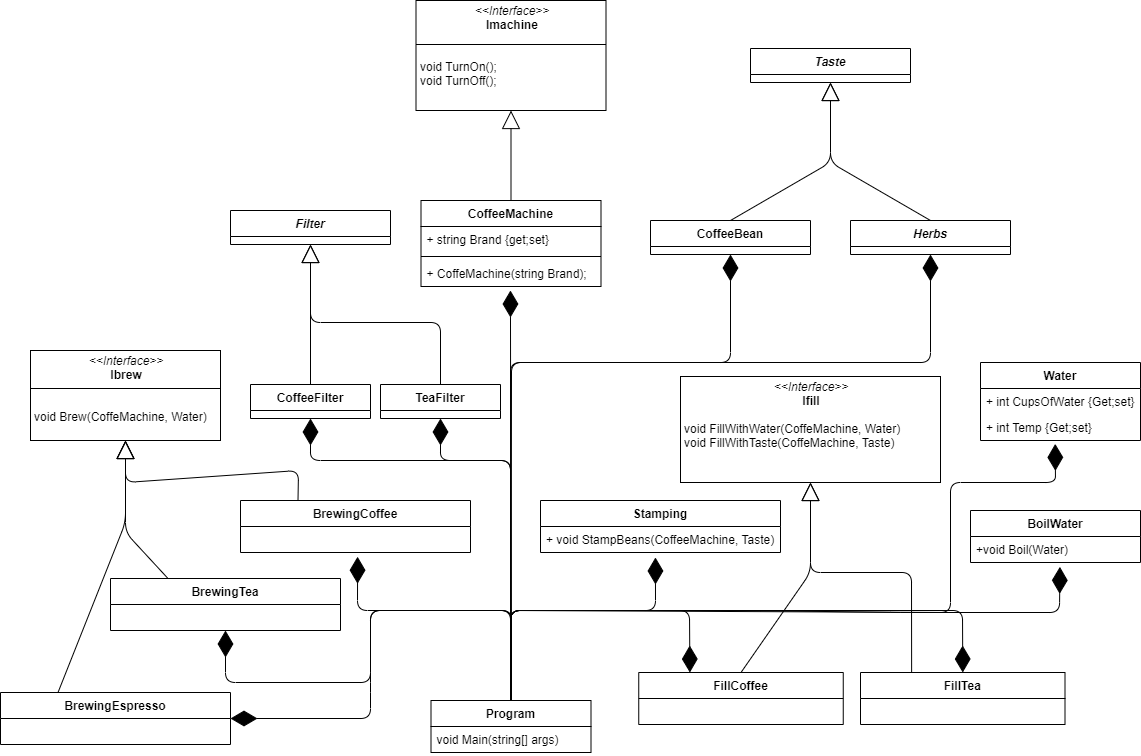 <<Interface>>
Imachine
void TurnOn();
void TurnOff();
Taste
Filter
CoffeeMachine
+ string Brand {get;set}
+ CoffeMachine(string Brand);
CoffeeBean
Herbs
<<Interface>>
Ibrew
void Brew(CoffeMachine, Water)
CoffeeFilter
TeaFilter
<<Interface>>
Ifill
void FillWithWater(CoffeMachine, Water)
void FillWithTaste(CoffeMachine, Taste)
Water
+ int CupsOfWater {Get;set}
+ int Temp {Get;set}
BrewingCoffee
Stamping
+ void StampBeans(CoffeeMachine, Taste)
BoilWater
+void Boil(Water)
BrewingTea
BrewingEspresso
FillCoffee
FillTea
Program
void Main(string[] args)